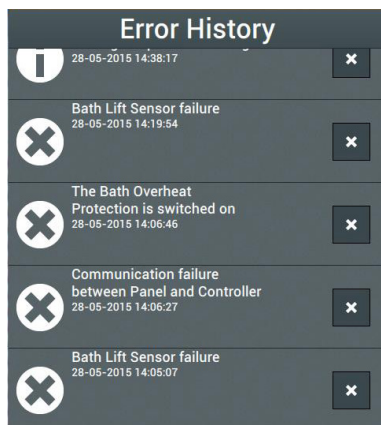 Error History
28-05-2015 14:38:17
Bath Lift Sensor failure
28-05-2015 14:19:54
The Bath Overheat
Protection is switched on
28-05-2015 14:06:46
Communication failure
between Panel and Controller
28-05-2015 14:06:27
Bath Lift Sensor failure
28-05-2015 14:05:07